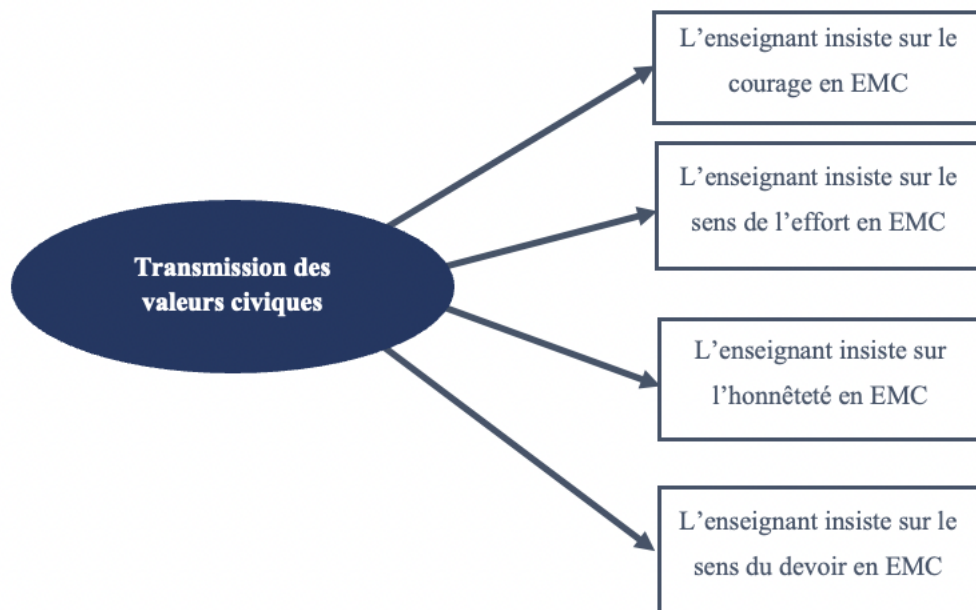 L’enseignant insiste sur le
courage en EMC
L’enseignant insiste sur le
sens de l’effort en EMC
Transmission des
valeurs civiques
L’enseignant insiste sur
l’honnêteté en EMC
L’enseignant insiste sur le
sens du devoir en EMC